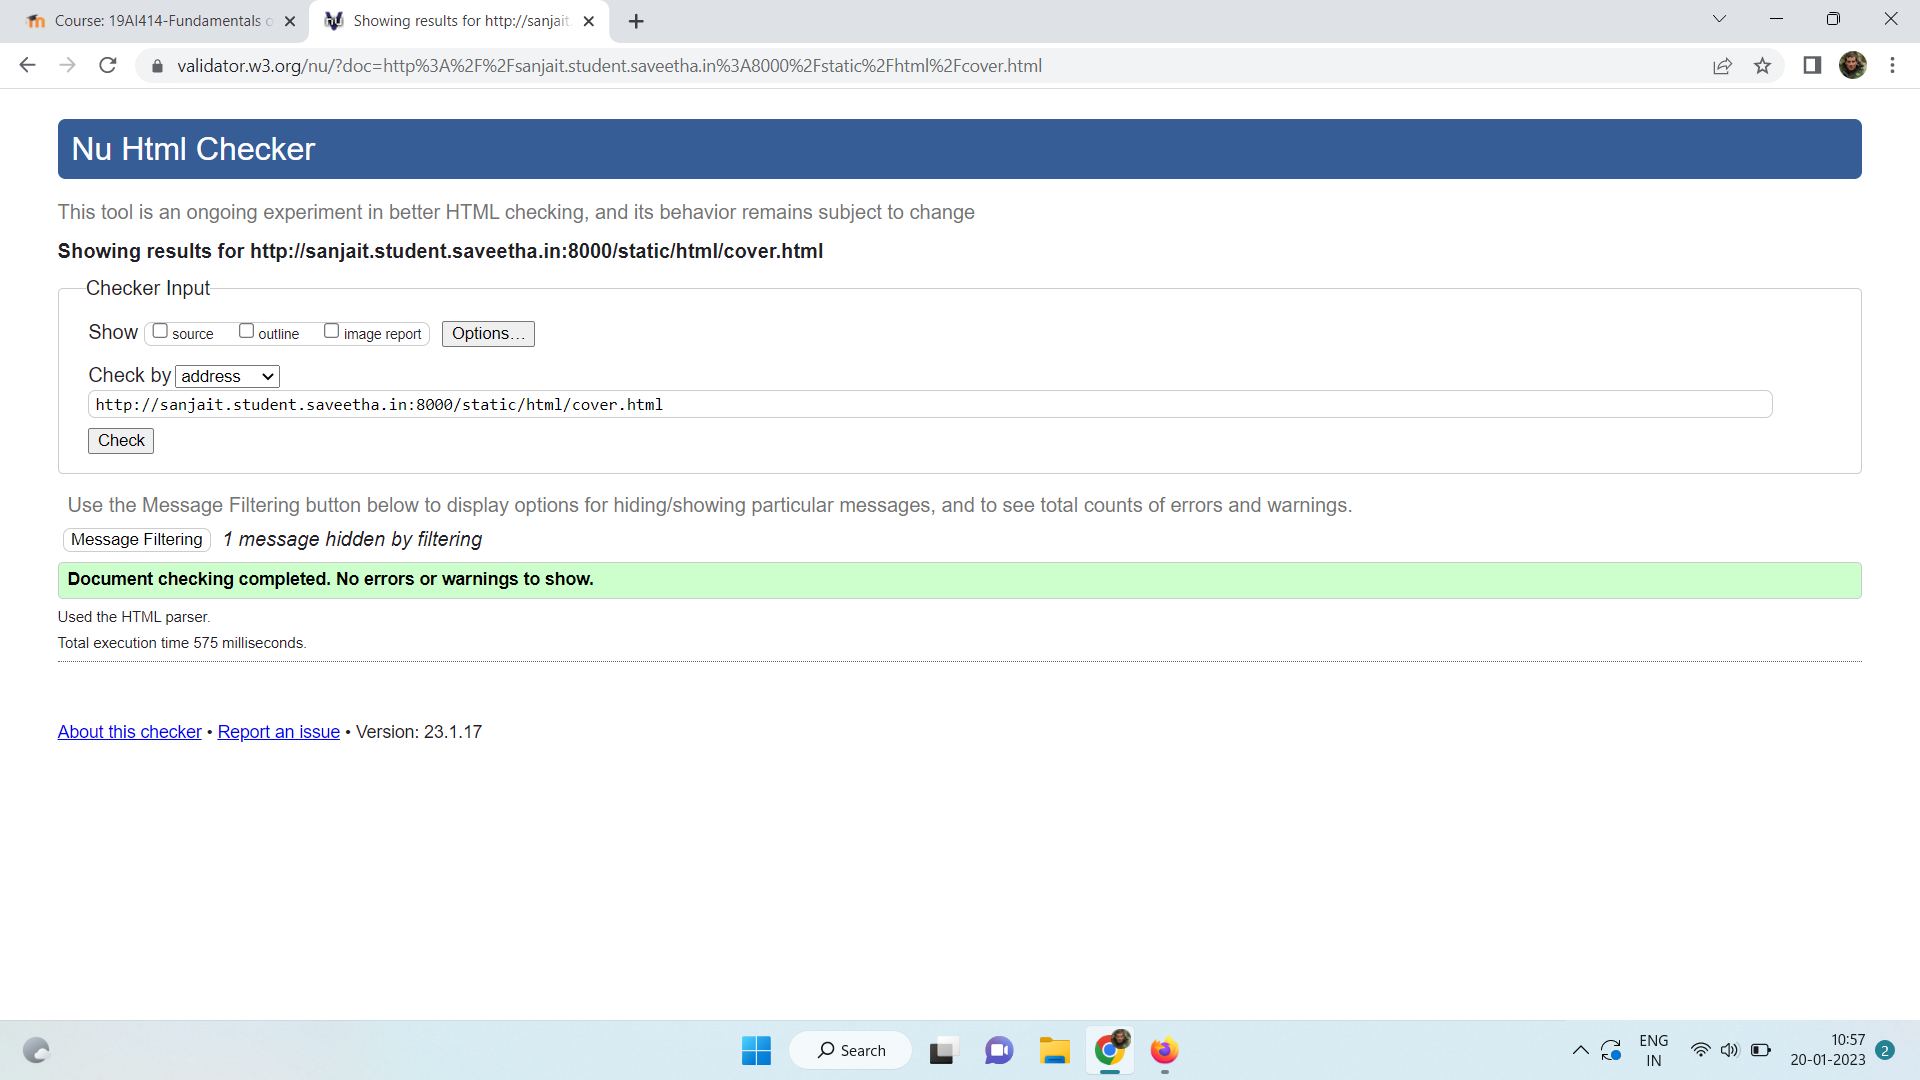 Course: 19AI414-Fundamentals o
Showing results for http://sanjait
validator.w3.org/nu/?doc=http%3A%2F%2Fsanjait.student.saveetha.in%3A8000%2Fstatic%2Fhtml%2Fcover.html
Nu Html Checker
This tool is an ongoing experiment in better HTML checking, and its behavior remains subject to change
Showing results for http://sanjait.student.saveetha.in:8000/static/html/cover.html
Checker Input
Show source outline image report Options...
Check by address
http://sanjait.student.saveetha.in:8000/static/html/cover.html
Check
Use the Message Filtering button below to display options for hiding/showing particular messages, and to see total counts of errors and warnings.
Message Filtering 1 message hidden by filtering
Document checking completed. No errors or warnings to show.
Used the HTML parser.
Total execution time 575 milliseconds.
About this checker • Report an issue • Version: 23.1.17
Search
ENG
IN
10:57
20-01-2023
2